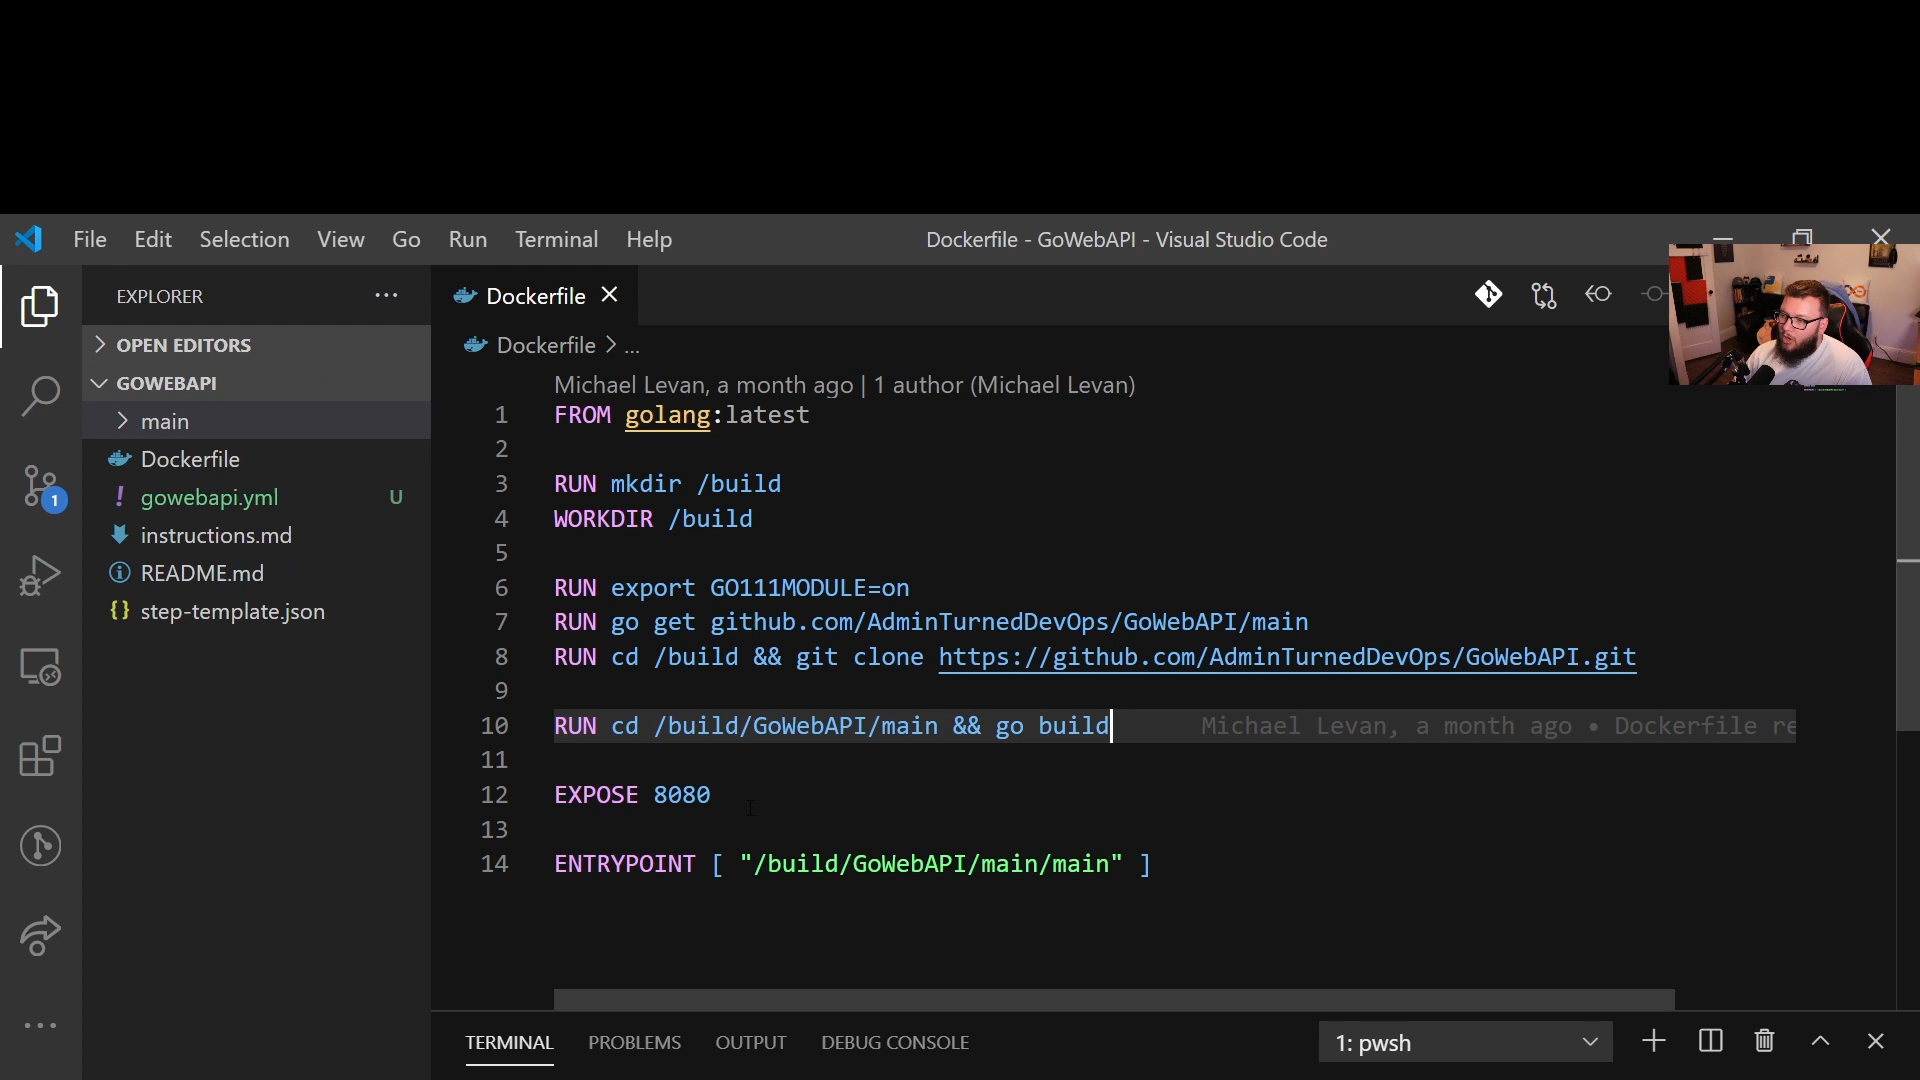 File Edit Selection View Go Run Terminal Help
Dockerfile - GoWebAPI - Visual Studio Code
EXPLORER
OPEN EDITORS
GOWEBAPI
main
Dockerfile
gowebapi.yml U
instructions.md
README.md
step-template.json
1
Dockerfile
Dockerfile > ...
Michael Levan, a month ago | 1 author (Michael Levan)
1 FROM golang:latest
2
3 RUN mkdir /build
4 WORKDIR /build
5
6 RUN export GO111MODULE=on
7 RUN go get github.com/AdminTurnedDevOps/GoWebAPI/main
8 RUN cd /build && git clone https://github.com/AdminTurnedDevOps/GoWebAPI.git
9
10 RUN cd /build/GoWebAPI/main && go build Michael Levan, a month ago • Dockerfile re
11
12 EXPOSE 8080
13
14 ENTRYPOINT [ "/build/GoWebAPI/main/main" ]
TERMINAL PROBLEMS OUTPUT DEBUG CONSOLE
1: pwsh